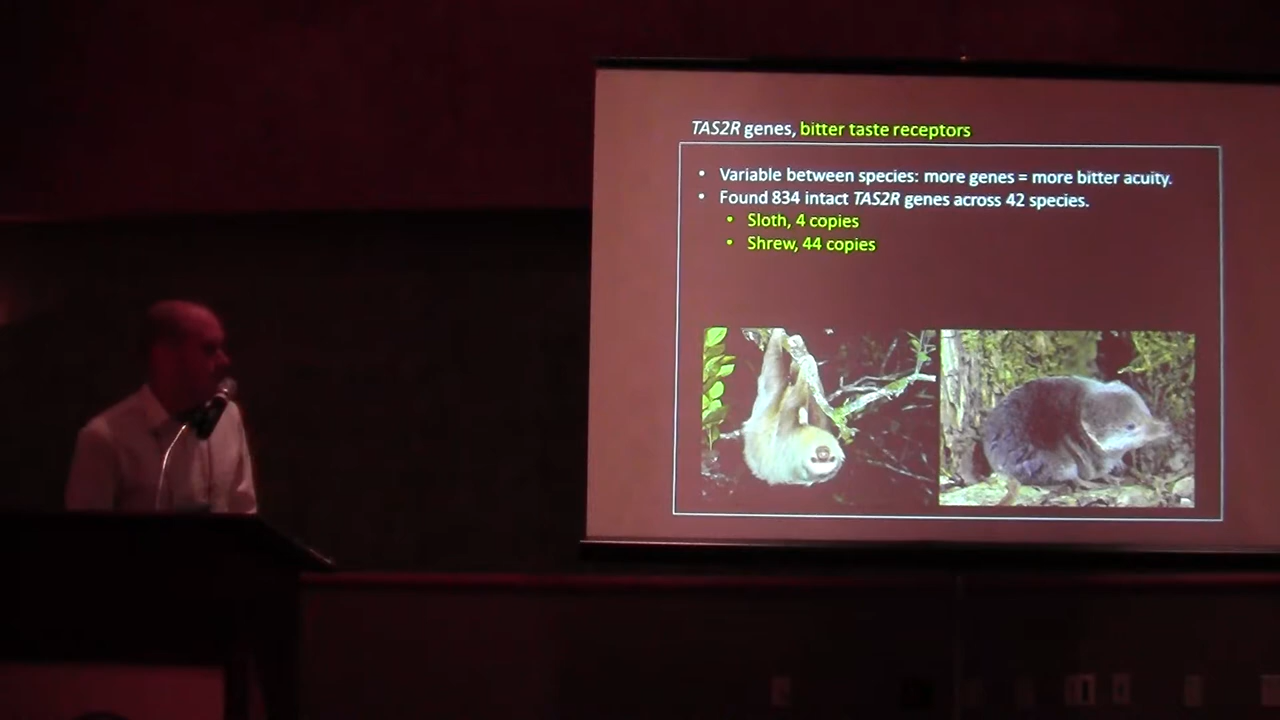 TAS2R genes, bitter taste receptors
• Variable between species: more genes = more bitter acuity.
• Found 834 intact TAS2R genes across 42 species.
• Sloth, 4 copies
• Shrew, 44 copies